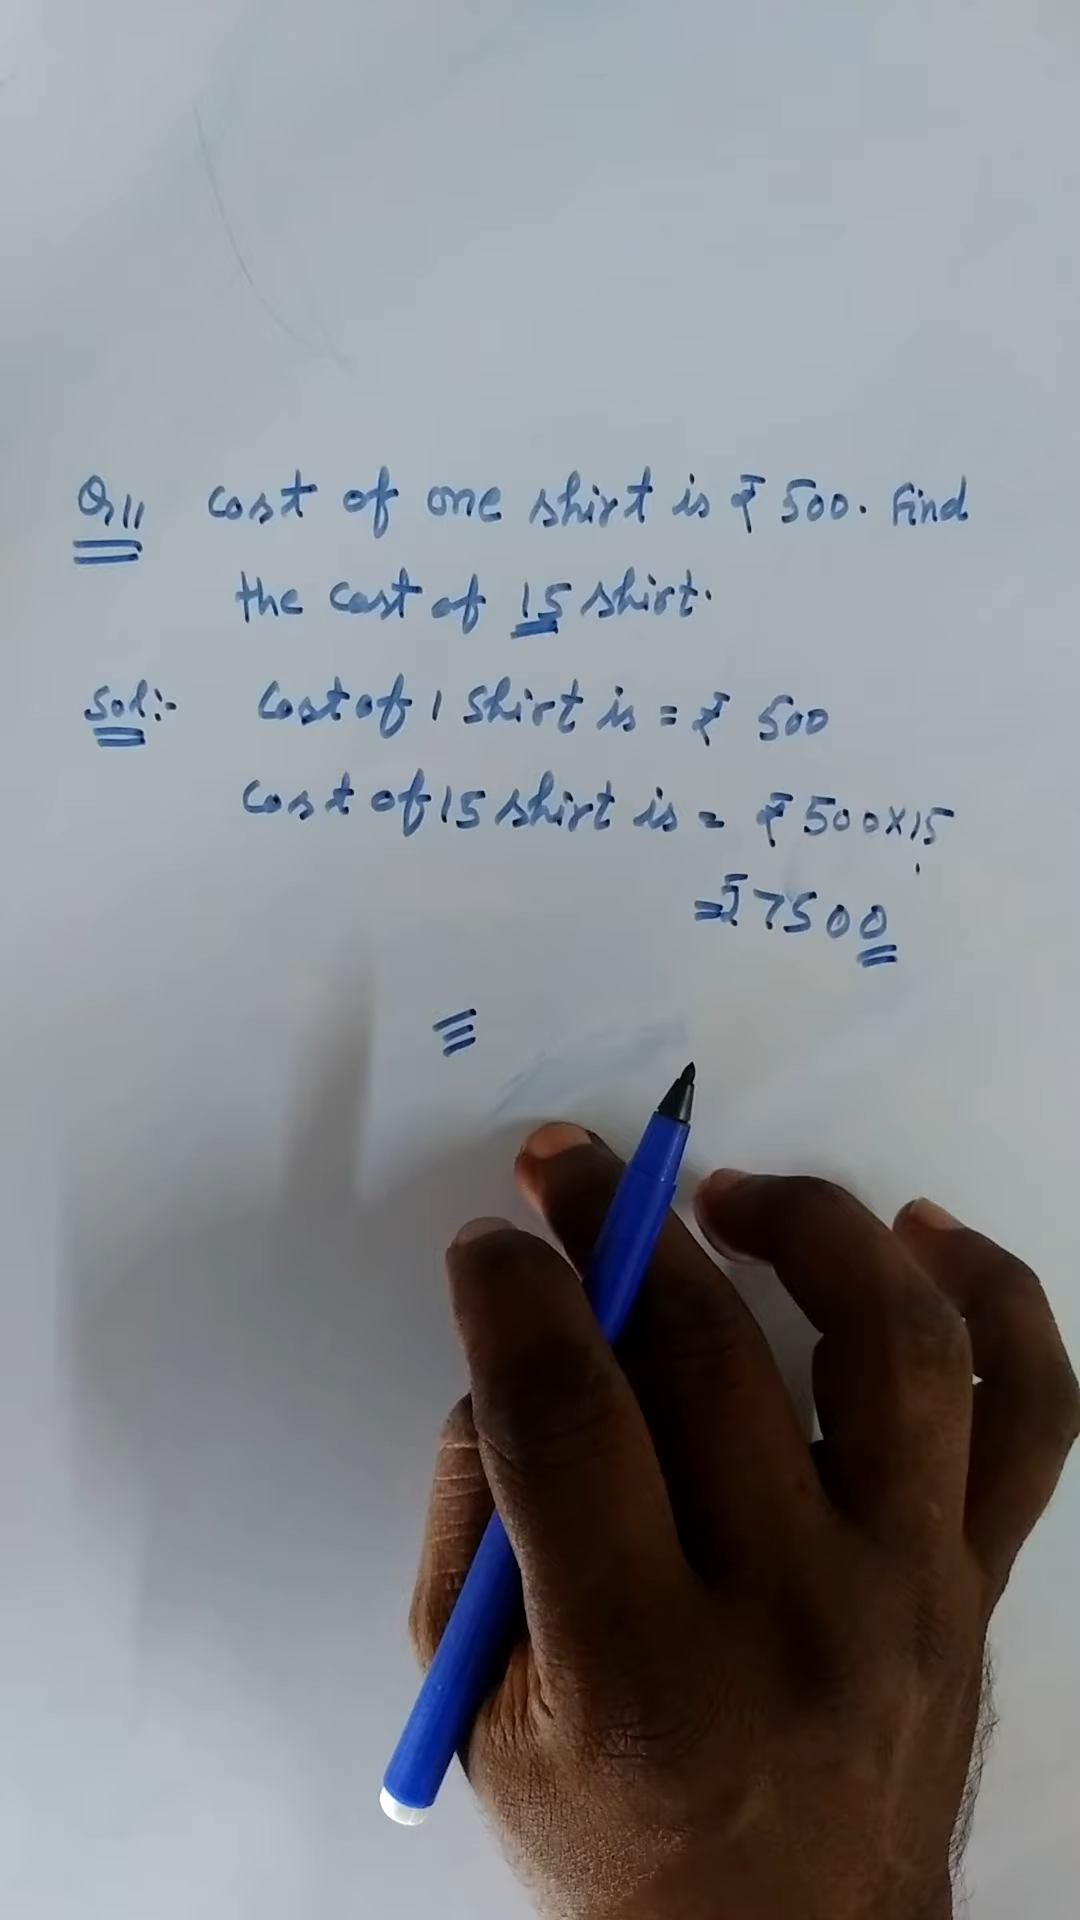 Q11 Cost of one shirt is ₹ 500. Find
the cost of 15 shirt.
Sol:- Cost of 1 shirt is = ₹ 500
Cost of 15 shirt is = ₹ 500×15
=₹ 7500